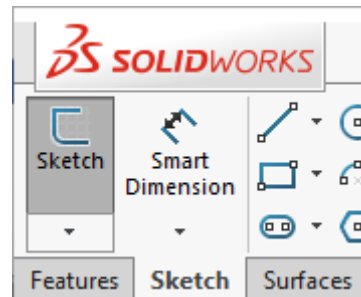 SOLIDWORKS
Sketch
Smart
Dimension
Features
Sketch
Surfaces